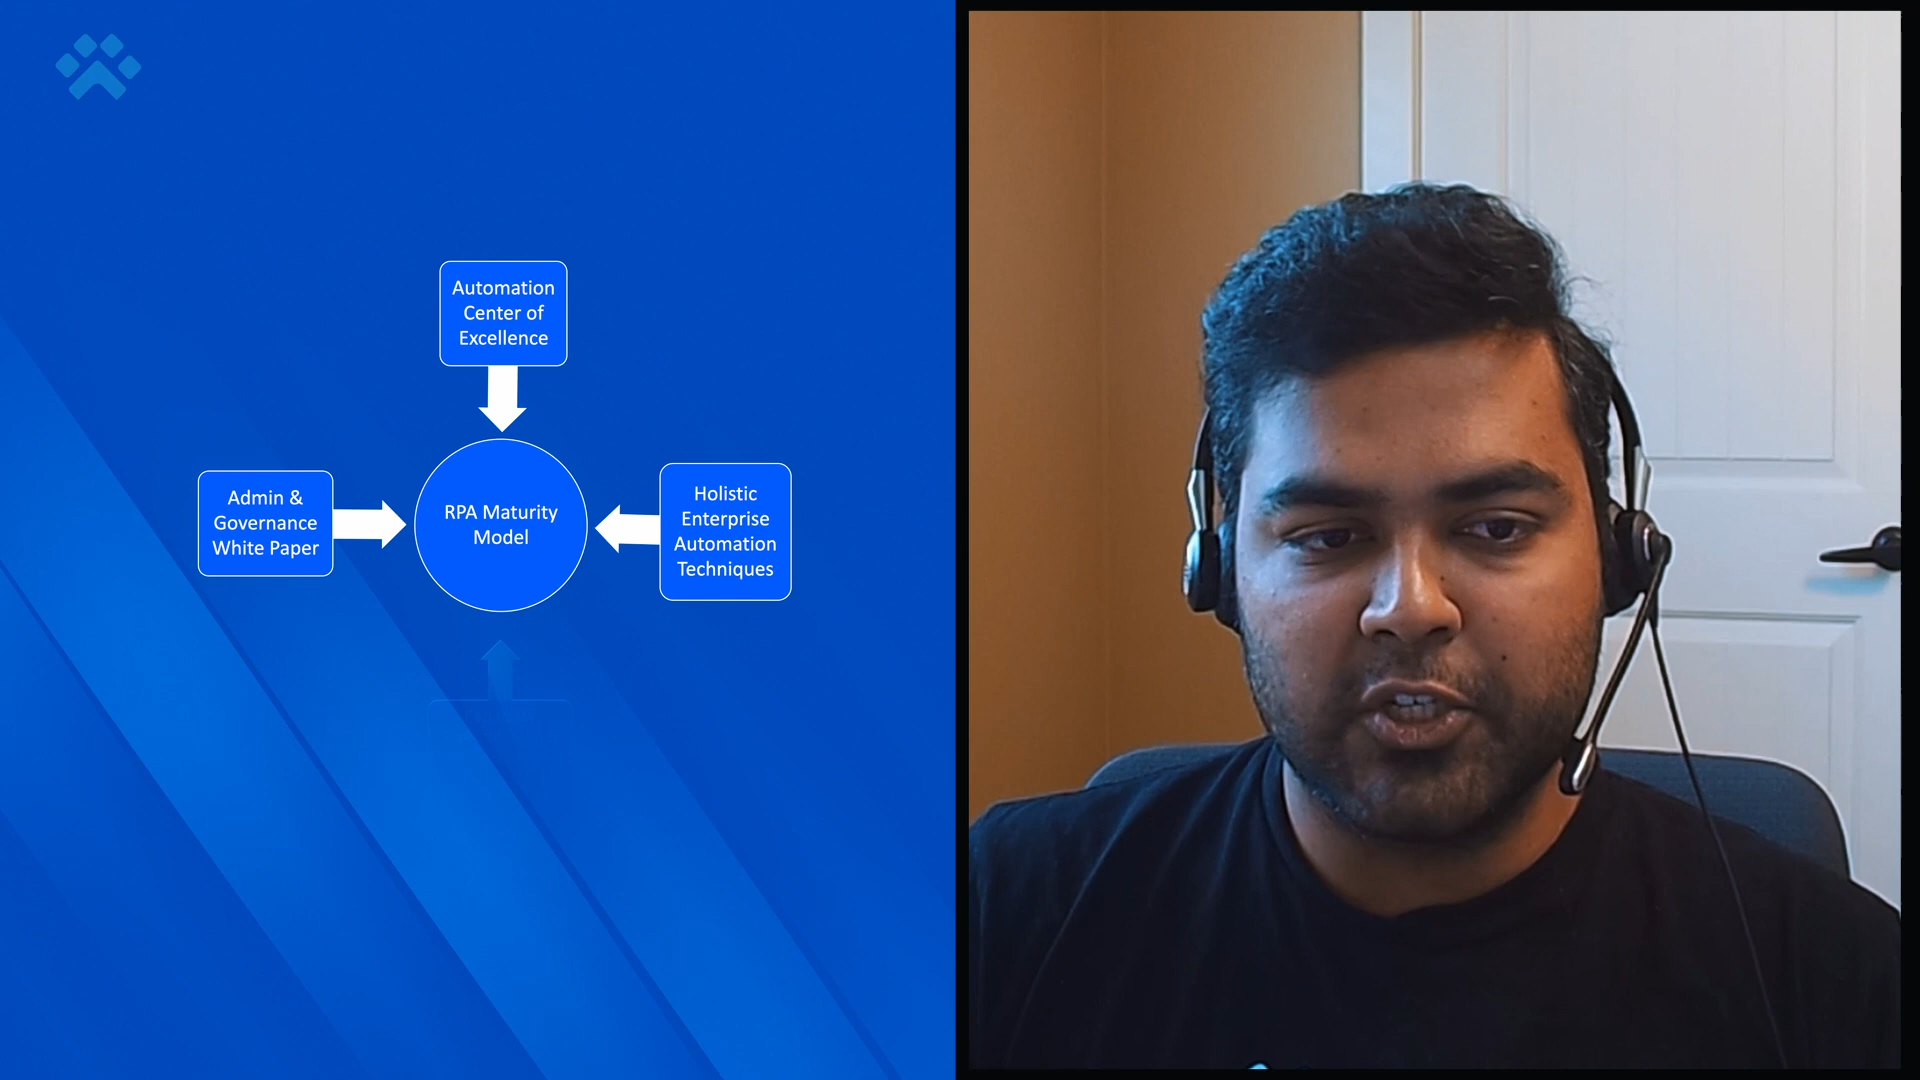 Automation
Center of
Excellence
Admin &
Governance
White Paper
RPA Maturity
Model
Holistic
Enterprise
Automation
Techniques